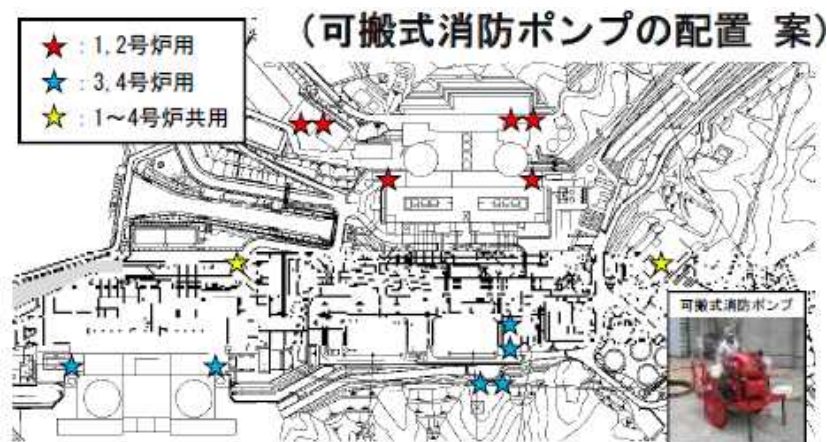 （可搬式消防ポンプの配置 案）
：1,2号炉用
：3,4号炉用
：1～4号炉共用
可搬式消防ポンプ